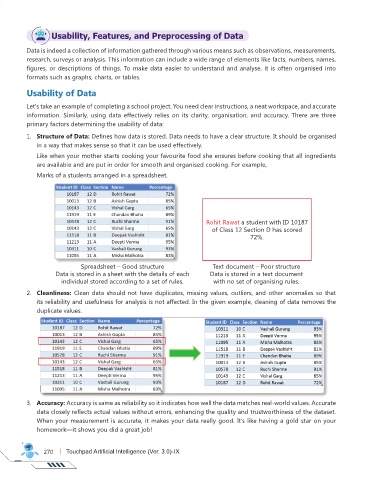 Usability, Features, and Preprocessing of Data
Data is indeed a collection of information gathered through various means such as observations, measurements,
research, surveys or analysis. This information can include a wide range of elements like facts, numbers, names,
figures, or descriptions of things. To make data easier to understand and analyse, it is often organised into
formats such as graphs, charts, or tables.
Usability of Data
Let's take an example of completing a school project. You need clear instructions, a neat workspace, and accurate
information. Similarly, using data effectively relies on its clarity, organisation, and accuracy. There are three
primary factors determining the usability of data:
1. Structure of Data: Defines how data is stored. Data needs to have a clear structure. It should be organised
in a way that makes sense so that it can be used effectively.
Like when your mother starts cooking your favourite food she ensures before cooking that all ingredients
are available and are put in order for smooth and organised cooking. For example,
Marks of a students arranged in a spreadsheet.
Student ID Class Section Name Percentage
10187 12 D Rohit Rawat 72%
10013 12 B Ashish Gupta 85%
10143 12 C Vishal Garg 65%
11919 11 E Chandan Bhatia 89%
10578 12 C Ruchi Sharma 91%
10143 12 C Vishal Garg 65%
11518 11 B Deepak Vashisht 81%
11213 11 A Deepti Verma 95%
10311 10 C Vashali Gurung 93%
11095 11 A Misha Malhotra 83%
Rohit Rawat a student with ID 10187
of Class 12 Section D has scored
72%.
Spreadsheet – Good structure
Data is stored in a sheet with the details of each
individual stored according to a set of rules.
Text document – Poor structure
Data is stored in a text document
with no set of organising rules.
2. Cleanliness: Clean data should not have duplicates, missing values, outliers, and other anomalies so that
its reliability and usefulness for analysis is not affected. In the given example, cleaning of data removes the
duplicate values.
Student ID Class Section Name Percentage
10187 12 D Rohit Rawat 72%
10013 12 B Ashish Gupta 85%
10143 12 C Vishal Garg 65%
11919 11 E Chandan Bhatia 89%
10578 12 C Ruchi Sharma 91%
10143 12 C Vishal Garg 65%
11518 11 B Deepak Vashisht 81%
11213 11 A Deepti Verma 95%
10311 10 C Vashali Gurung 93%
11095 11 A Misha Malhotra 83%
Student ID Class Section Name Percentage
10311 10 C Vashali Gurung 93%
11213 11 A Deepti Verma 95%
11095 11 A Misha Malhotra 83%
11518 11 B Deepak Vashisht 81%
11919 11 E Chandan Bhatia 89%
10013 12 B Ashish Gupta 85%
10578 12 C Ruchi Sharma 91%
10143 12 C Vishal Garg 65%
10187 12 D Rohit Rawat 72%
3. Accuracy: Accuracy is same as reliability so it indicates how well the data matches real-world values. Accurate
data closely reflects actual values without errors, enhancing the quality and trustworthiness of the dataset.
When your measurement is accurate, it makes your data really good. It's like having a gold star on your
homework—it shows you did a great job!
270 | Touchpad Artificial Intelligence (Ver. 3.0)-IX